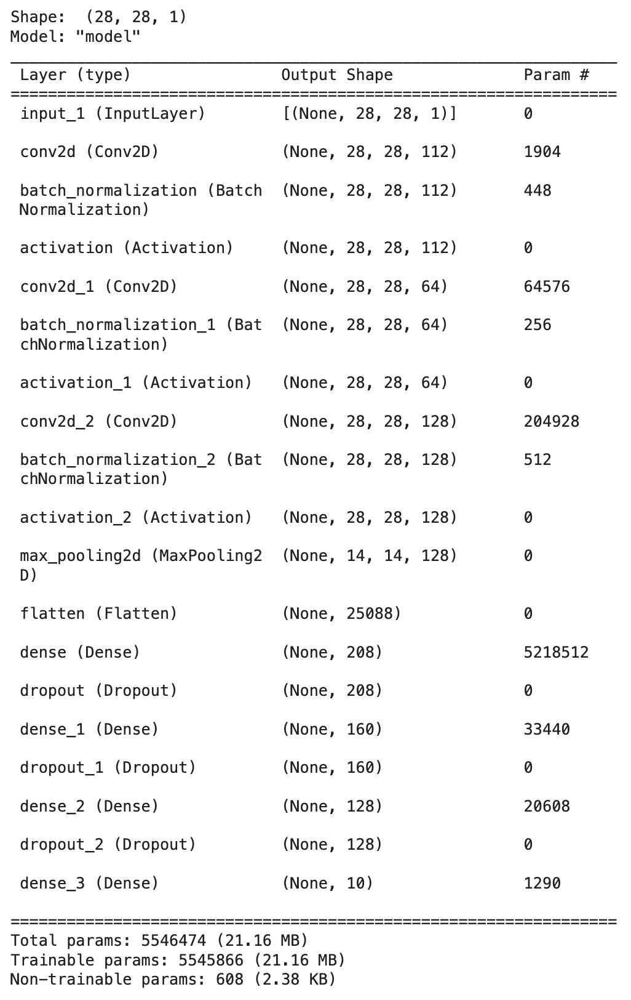 Shape:  (28, 28, 1)
Model: "model"
_________________________________________________________________
 Layer (type)                Output Shape              Param #
=================================================================
 input_1 (InputLayer)        [(None, 28, 28, 1)]       0
 conv2d (Conv2D)             (None, 28, 28, 112)       1904
 batch_normalization (Batch  (None, 28, 28, 112)       448
 Normalization)
 activation (Activation)     (None, 28, 28, 112)       0
 conv2d_1 (Conv2D)           (None, 28, 28, 64)        64576
 batch_normalization_1 (Bat  (None, 28, 28, 64)        256
 chNormalization)
 activation_1 (Activation)   (None, 28, 28, 64)        0
 conv2d_2 (Conv2D)           (None, 28, 28, 128)       204928
 batch_normalization_2 (Bat  (None, 28, 28, 128)       512
 chNormalization)
 activation_2 (Activation)   (None, 28, 28, 128)       0
 max_pooling2d (MaxPooling2  (None, 14, 14, 128)       0
 D)
 flatten (Flatten)           (None, 25088)             0
 dense (Dense)               (None, 208)               5218512
 dropout (Dropout)           (None, 208)               0
 dense_1 (Dense)             (None, 160)               33440
 dropout_1 (Dropout)         (None, 160)               0
 dense_2 (Dense)             (None, 128)               20608
 dropout_2 (Dropout)         (None, 128)               0
 dense_3 (Dense)             (None, 10)                1290
=================================================================
Total params: 5546474 (21.16 MB)
Trainable params: 5545866 (21.16 MB)
Non-trainable params: 608 (2.38 KB)